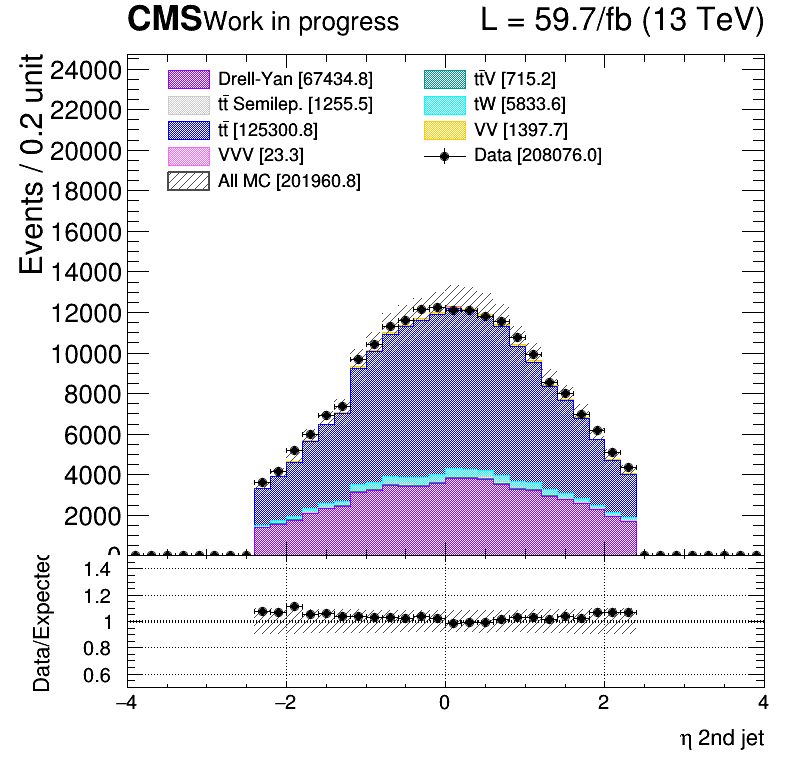 CMS Work in progress L = 59.7/fb (13 TeV)
Events / 0.2 unit
24000
22000
20000
18000
16000
14000
12000
10000
8000
6000
4000
2000
0
Drell-Yan [67434.8]
tt̄ Semilep. [1255.5]
tt̄ [125300.8]
VVV [23.3]
All MC [201960.8]
tt̄V [715.2]
tW [5833.6]
VV [1397.7]
Data [208076.0]
Data/Expected
1.4
1.2
1
0.8
0.6
−4 −2 0 2 4
η 2nd jet